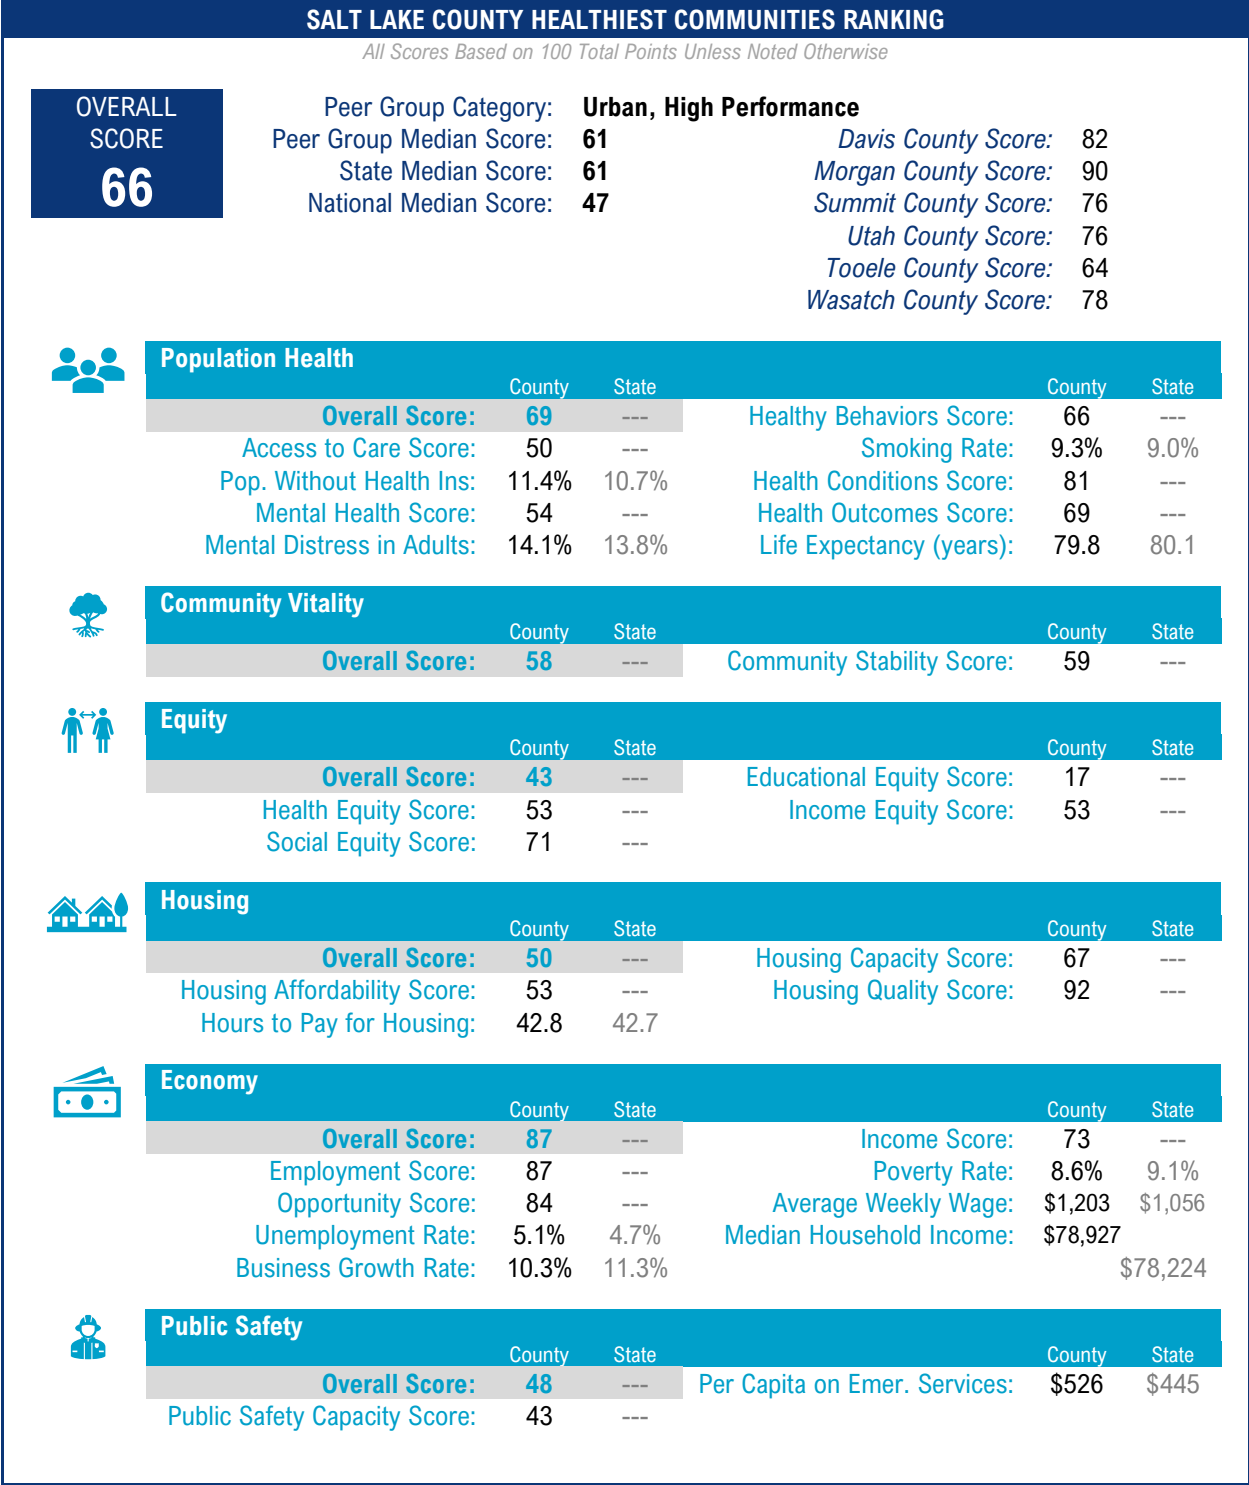 SALT LAKE COUNTY HEALTHIEST COMMUNITIES RANKING
All Scores Based on 100 Total Points Unless Noted Otherwise
OVERALL
SCORE
66
Peer Group Category: Urban, High Performance
Peer Group Median Score: 61
State Median Score: 61
National Median Score: 47
Davis County Score: 82
Morgan County Score: 90
Summit County Score: 76
Utah County Score: 76
Tooele County Score: 64
Wasatch County Score: 78
Population Health
County State County State
Overall Score: 69 --- Healthy Behaviors Score: 66 ---
Access to Care Score: 50 --- Smoking Rate: 9.3% 9.0%
Pop. Without Health Ins: 11.4% 10.7% Health Conditions Score: 81 ---
Mental Health Score: 54 --- Health Outcomes Score: 69 ---
Mental Distress in Adults: 14.1% 13.8% Life Expectancy (years): 79.8 80.1
Community Vitality
County State County State
Overall Score: 58 --- Community Stability Score: 59 ---
Equity
County State County State
Overall Score: 43 --- Educational Equity Score: 17 ---
Health Equity Score: 53 --- Income Equity Score: 53 ---
Social Equity Score: 71 ---
Housing
County State County State
Overall Score: 50 --- Housing Capacity Score: 67 ---
Housing Affordability Score: 53 --- Housing Quality Score: 92 ---
Hours to Pay for Housing: 42.8 42.7
Economy
County State County State
Overall Score: 87 --- Income Score: 73 ---
Employment Score: 87 --- Poverty Rate: 8.6% 9.1%
Opportunity Score: 84 --- Average Weekly Wage: $1,203 $1,056
Unemployment Rate: 5.1% 4.7% Median Household Income: $78,927
Business Growth Rate: 10.3% 11.3% $78,224
Public Safety
County State County State
Overall Score: 48 --- Per Capita on Emer. Services: $526 $445
Public Safety Capacity Score: 43 ---